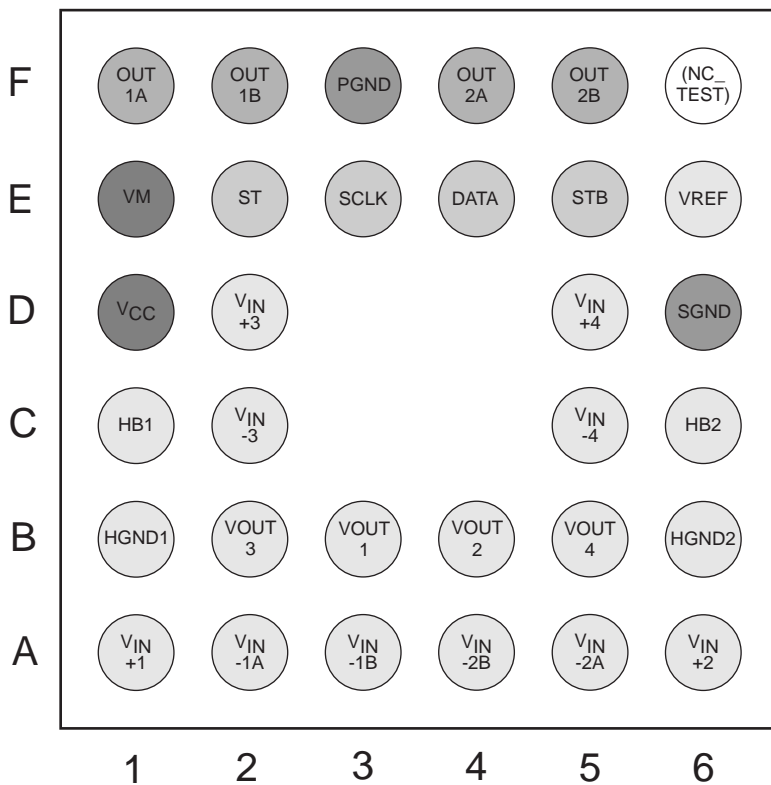 F
OUT
1A
OUT
1B
PGND
OUT
2A
OUT
2B
(NC_
TEST)
E
VM
ST
SCLK
DATA
STB
VREF
D
VCC
VIN
+3
VIN
+4
SGND
C
HB1
VIN
-3
VIN
-4
HB2
B
HGND1
VOUT
3
VOUT
1
VOUT
2
VOUT
4
HGND2
A
VIN
+1
VIN
-1A
VIN
-1B
VIN
-2B
VIN
-2A
VIN
+2
1 2 3 4 5 6